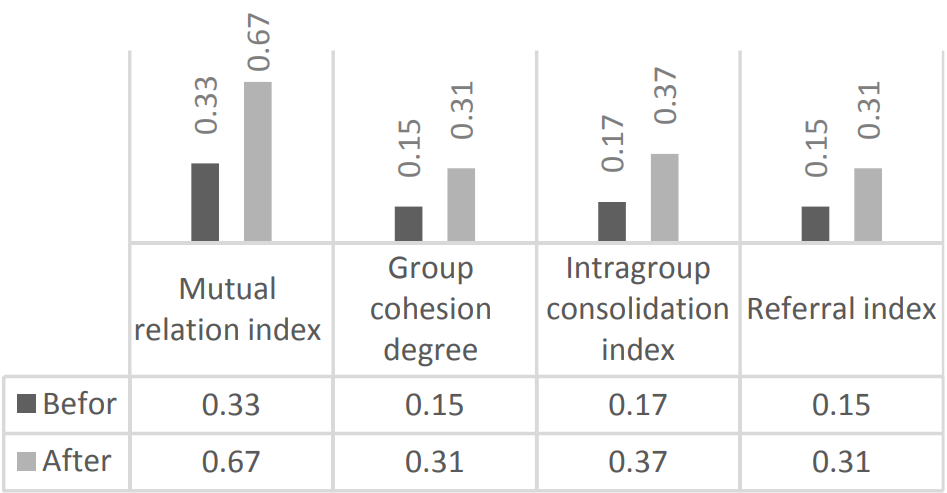 0.33
0.67
0.15
0.31
0.17
0.37
0.15
0.31
Mutual
relation index
Group
cohesion
degree
Intragroup
consolidation
index
Referral index
Befor 0.33 0.15 0.17 0.15
After 0.67 0.31 0.37 0.31